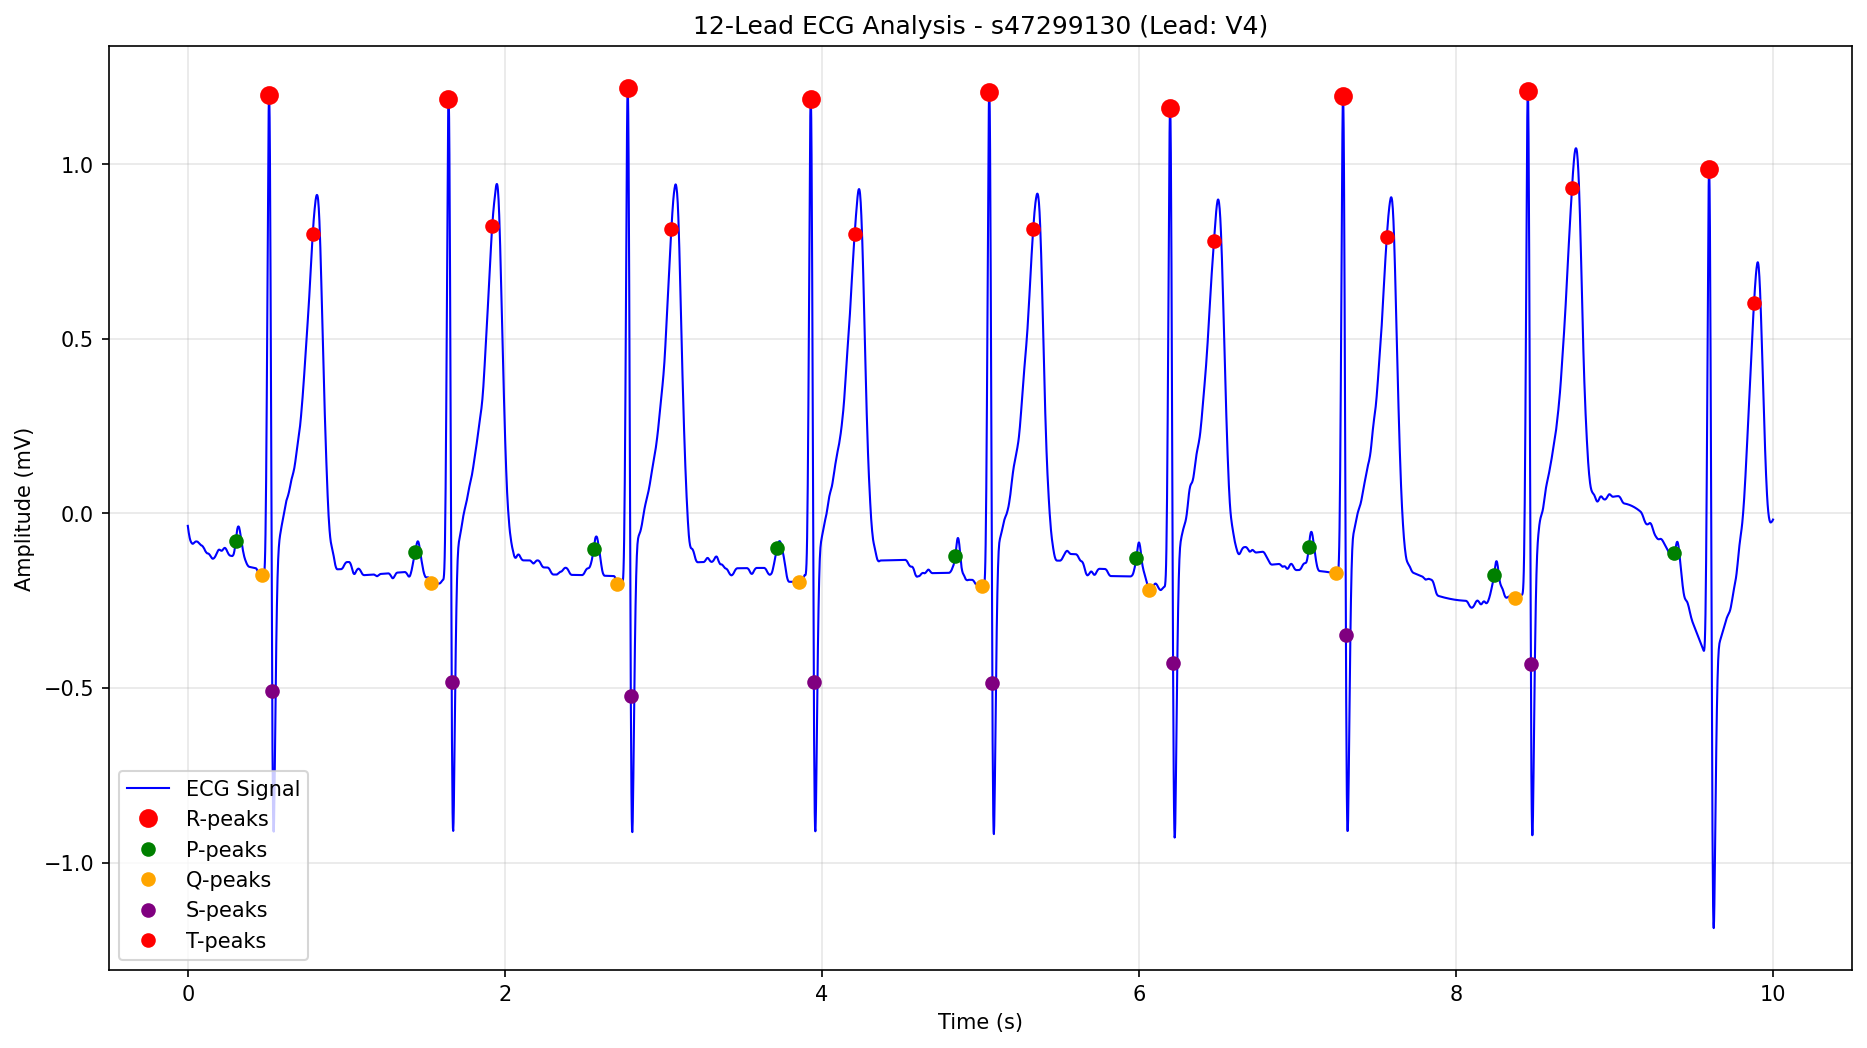 12-Lead ECG Analysis - s47299130 (Lead: V4)
Amplitude (mV)
1.0
0.5
0.0
−0.5
−1.0
ECG Signal
R-peaks
P-peaks
Q-peaks
S-peaks
T-peaks
0 2 4 6 8 10
Time (s)